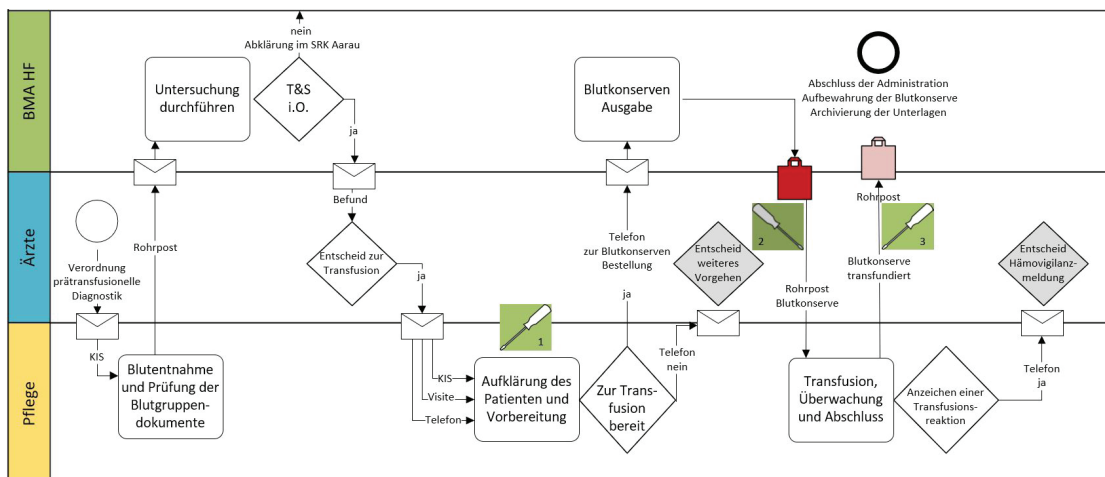 BMA HF
nein
Abklärung im SRK Aarau
Untersuchung
durchführen
T&S
i.O.
ja
Blutkonserven
Ausgabe
Abschluss der Administration
Aufbewahrung der Blutkonserve
Archivierung der Unterlagen
Ärzte
Verordnung
prätransfusionelle
Diagnostik
Rohrpost
Befund
Entscheid zur
Transfusion
ja
Telefon
zur Blutkonserven
Bestellung
ja
Entscheid
weiteres
Vorgehen
2
Rohrpost
Blutkonserve
Rohrpost
3
Blutkonserve
transfundiert
Entscheid
Hämovigilanz-
meldung
Pflege
KIS
Blutentnahme
und Prüfung der
Blutgruppen-
dokumente
KIS
Visite
Telefon
1
Aufklärung des
Patienten und
Vorbereitung
Zur Trans-
fusion
bereit
Telefon
nein
Transfusion,
Überwachung
und Abschluss
Anzeichen einer
Transfusions-
reaktion
Telefon
ja